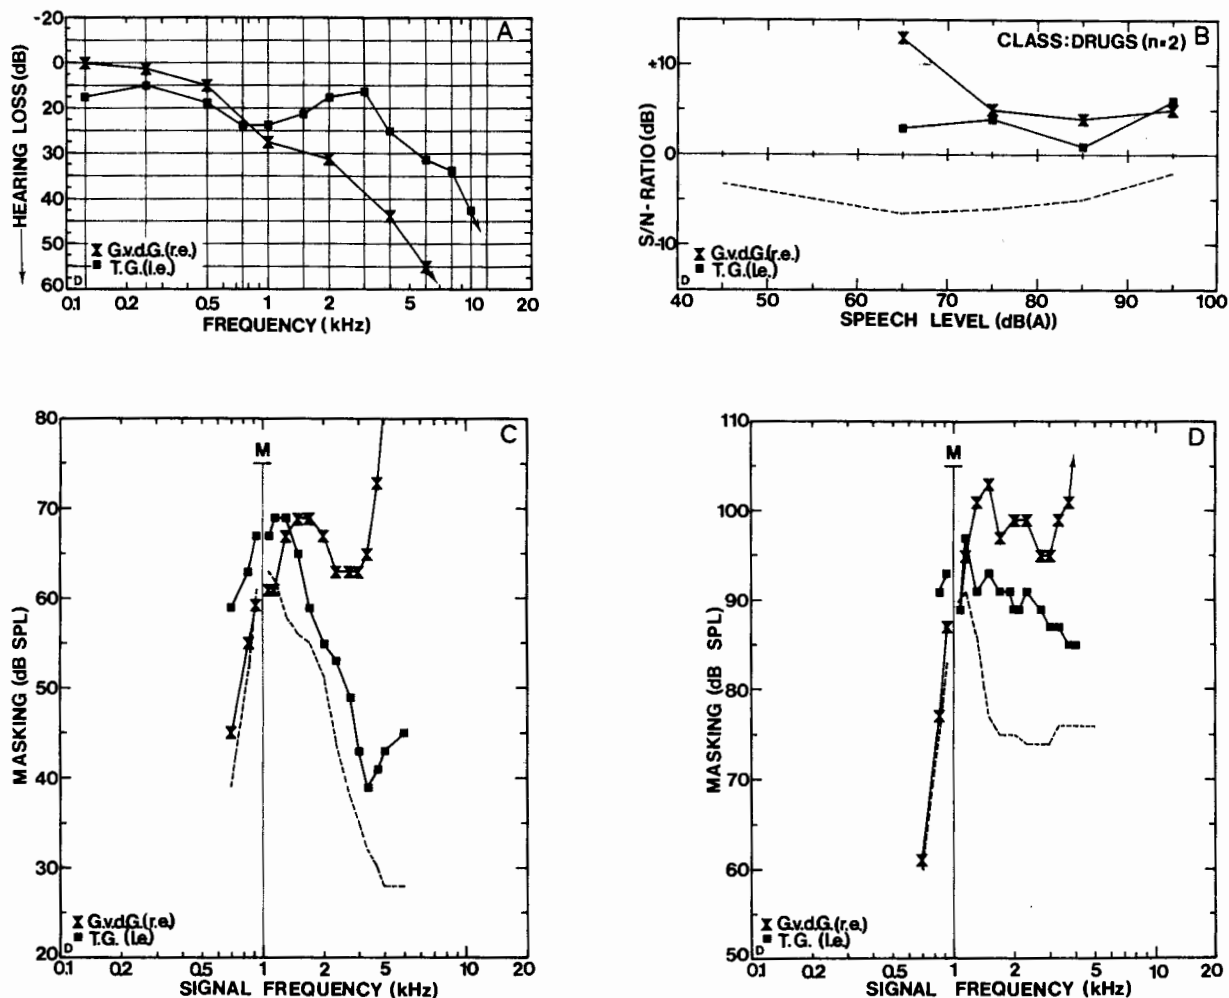 A
-20
0
20
30
40
50
60
HEARING LOSS (dB)
G.v.d.G.(r.e.)
T.G.(l.e.)
D
0.1 0.2 0.5 1 2 5 10 20
FREQUENCY (kHz)
CLASS:DRUGS (n=2) B
+10
0
-10
S/N-RATIO (dB)
G.v.d.G.(r.e.)
T.G.(l.e.)
D
40 50 60 70 80 90 100
SPEECH LEVEL (dB(A))
C
M
80
70
60
50
40
30
20
MASKING (dB SPL)
G.v.d.G.(r.e.)
T.G. (l.e.)
D
0.1 0.2 0.5 1 2 5 10 20
SIGNAL FREQUENCY (kHz)
D
M
110
100
90
80
70
60
50
MASKING (dB SPL)
G.v.d.G.(r.e.)
T.G. (l.e.)
D
0.1 0.2 0.5 1 2 5 10 20
SIGNAL FREQUENCY (kHz)